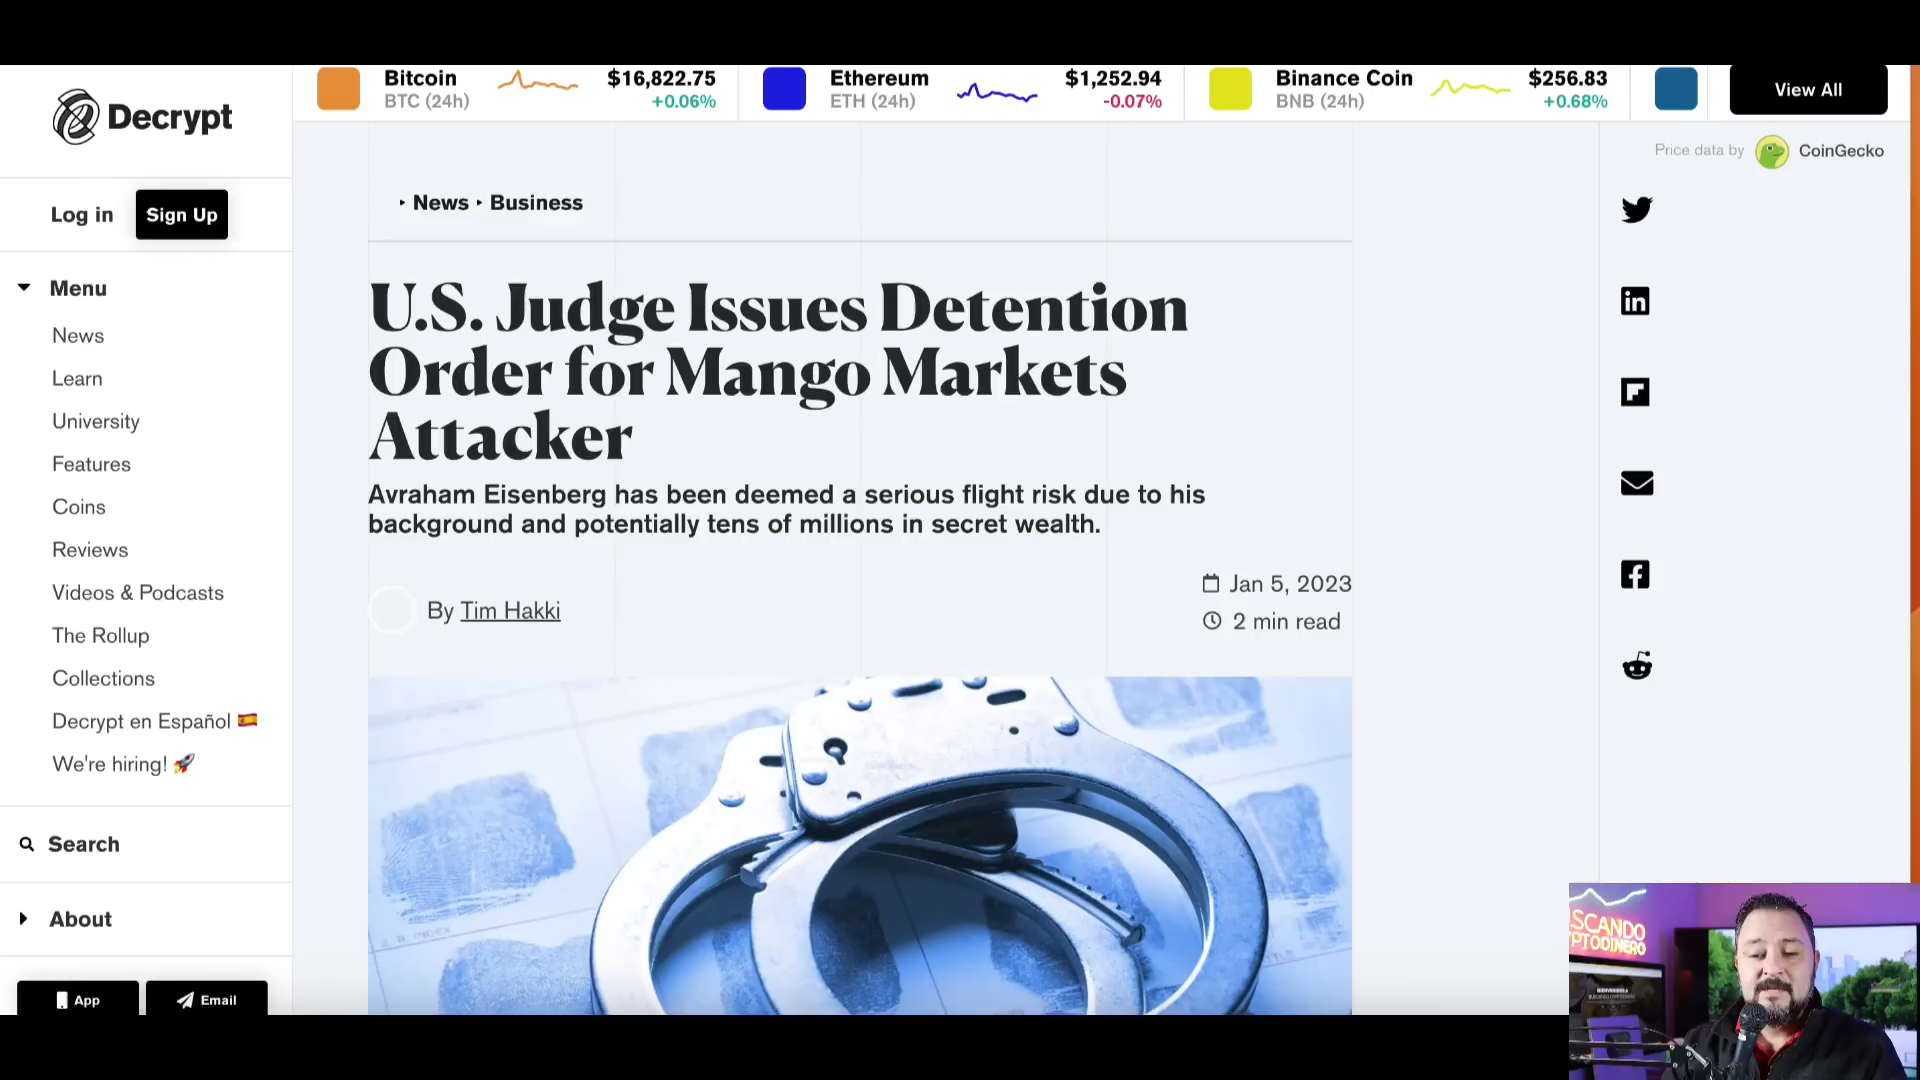 Decrypt
Log in
Sign Up
Menu
News
Learn
University
Features
Coins
Reviews
Videos & Podcasts
The Rollup
Collections
Decrypt en Español
We're hiring!
Search
About
App
Email
Bitcoin
BTC (24h)
$16,822.75
+0.06%
Ethereum
ETH (24h)
$1,252.94
-0.07%
Binance Coin
BNB (24h)
$256.83
+0.68%
View All
Price data by CoinGecko
News
Business
U.S. Judge Issues Detention
Order for Mango Markets
Attacker
Avraham Eisenberg has been deemed a serious flight risk due to his
background and potentially tens of millions in secret wealth.
By Tim Hakki
Jan 5, 2023
2 min read
SCANDO
PTODINERO